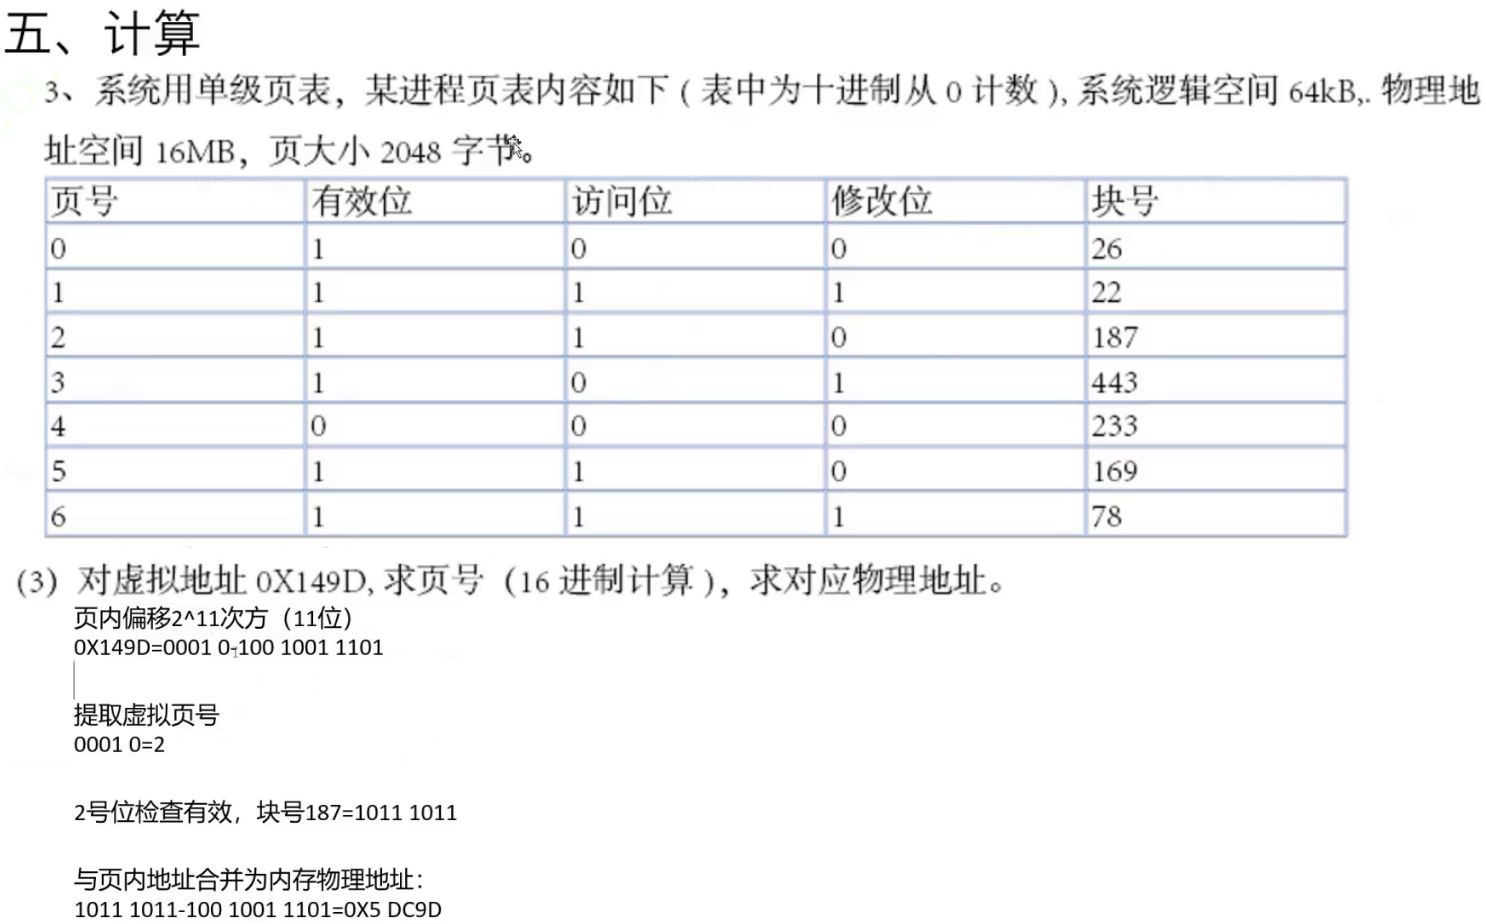 五、计算
3、系统用单级页表，某进程页表内容如下（表中为十进制从 0 计数），系统逻辑空间 64kB,. 物理地
址空间 16MB，页大小 2048 字节。
页号 有效位 访问位 修改位 块号
0 1 0 0 26
1 1 1 1 22
2 1 1 0 187
3 1 0 1 443
4 0 0 0 233
5 1 1 0 169
6 1 1 1 78
(3) 对虚拟地址 0X149D, 求页号（16 进制计算），求对应物理地址。
页内偏移2^11次方（11位）
0X149D=0001 0-100 1001 1101
提取虚拟页号
0001 0=2
2号位检查有效，块号187=1011 1011
与页内地址合并为内存物理地址：
1011 1011-100 1001 1101=0X5 DC9D